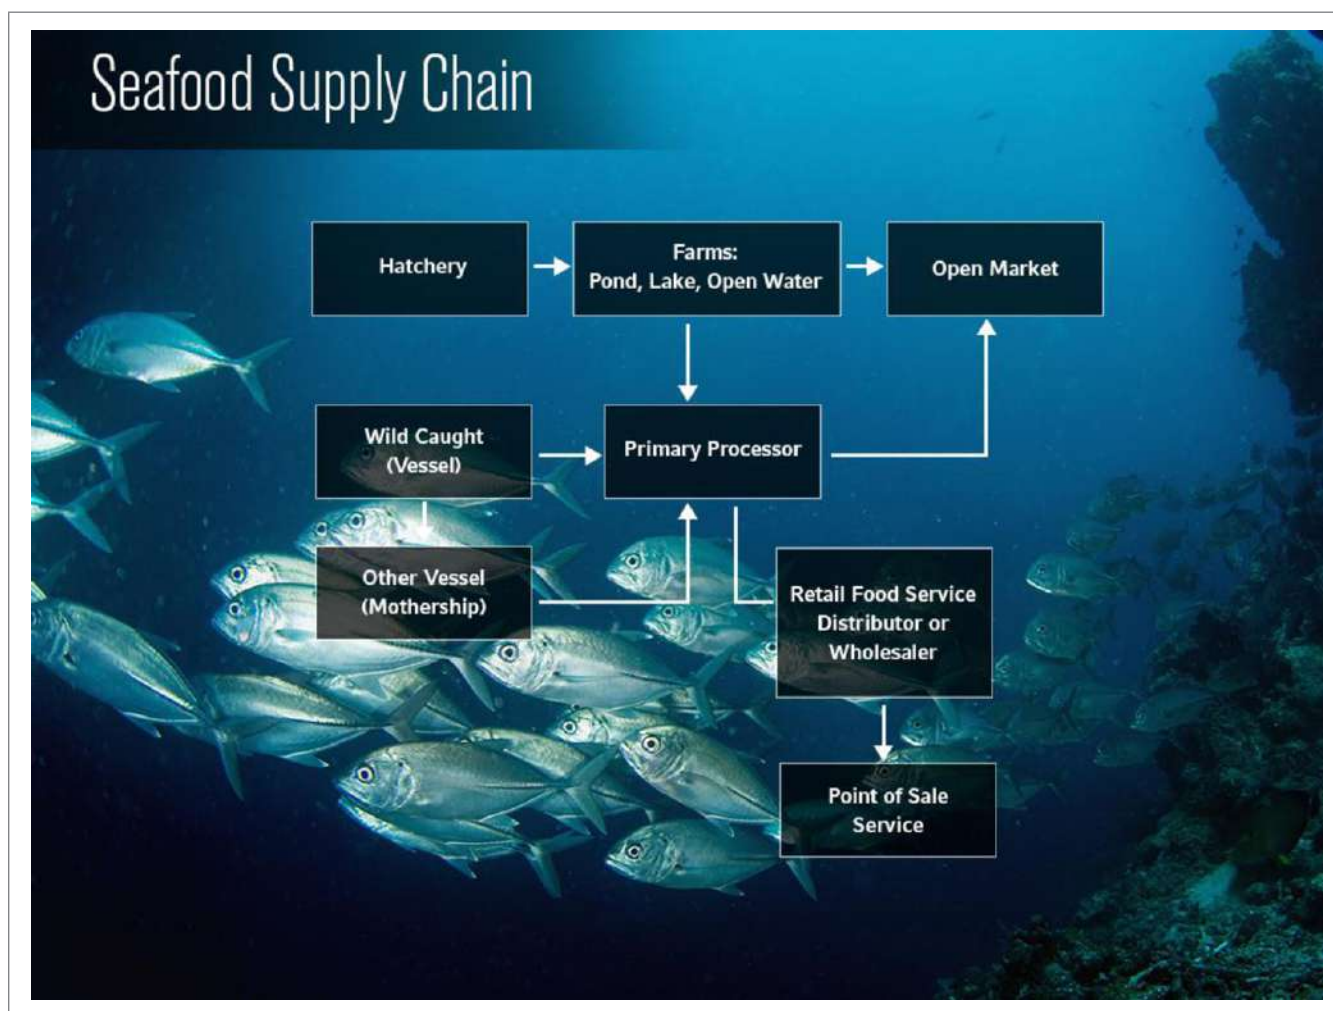 Seafood Supply Chain
Hatchery
Farms:
Pond, Lake, Open Water
Open Market
Wild Caught
(Vessel)
Primary Processor
Other Vessel
(Mothership)
Retail Food Service
Distributor or
Wholesaler
Point of Sale
Service